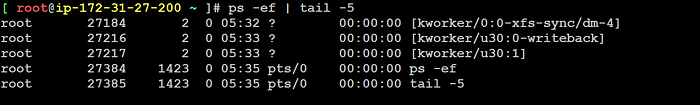 [ root@ip-172-31-27-200 ~ ]# ps -ef | tail -5
root 27184 2 0 05:32 ? 00:00:00 [kworker/0:0-xfs-sync/dm-4]
root 27216 2 0 05:33 ? 00:00:00 [kworker/u30:0-writeback]
root 27217 2 0 05:33 ? 00:00:00 [kworker/u30:1]
root 27384 1423 0 05:35 pts/0 00:00:00 ps -ef
root 27385 1423 0 05:35 pts/0 00:00:00 tail -5